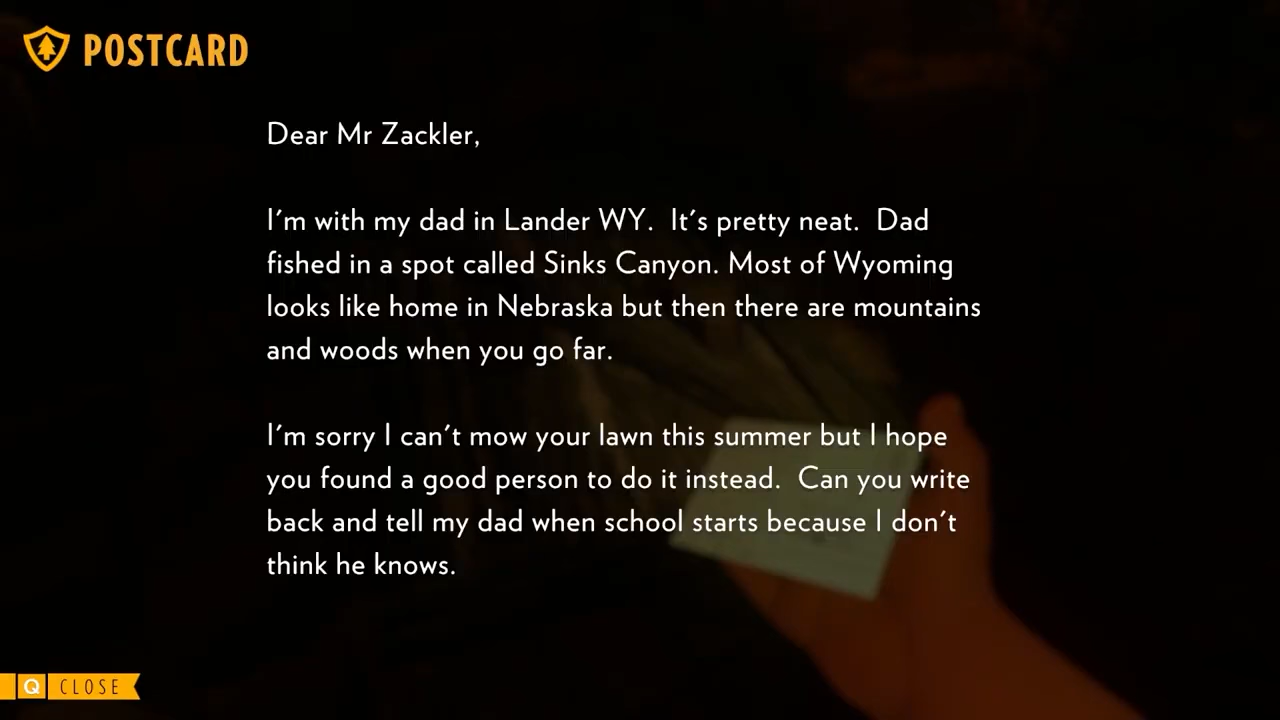 POSTCARD
Dear Mr Zackler,
I'm with my dad in Lander WY.  It's pretty neat.  Dad
fished in a spot called Sinks Canyon. Most of Wyoming
looks like home in Nebraska but then there are mountains
and woods when you go far.
I'm sorry I can't mow your lawn this summer but I hope
you found a good person to do it instead.  Can you write
back and tell my dad when school starts because I don't
think he knows.
Q CLOSE